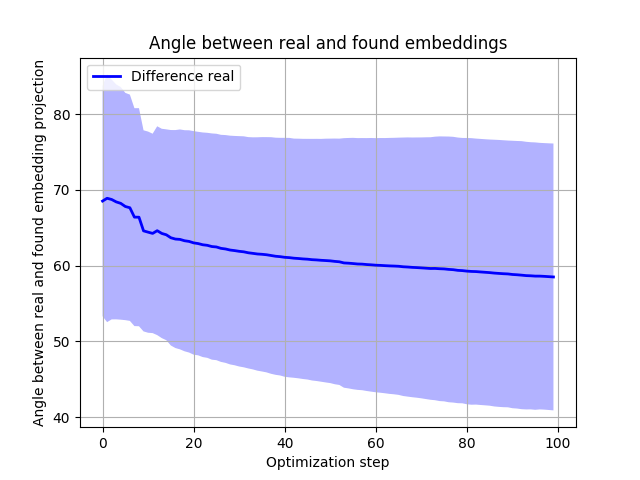 Angle between real and found embeddings
Difference real
Angle between real and found embedding projection
80
70
60
50
40
0 20 40 60 80 100
Optimization step